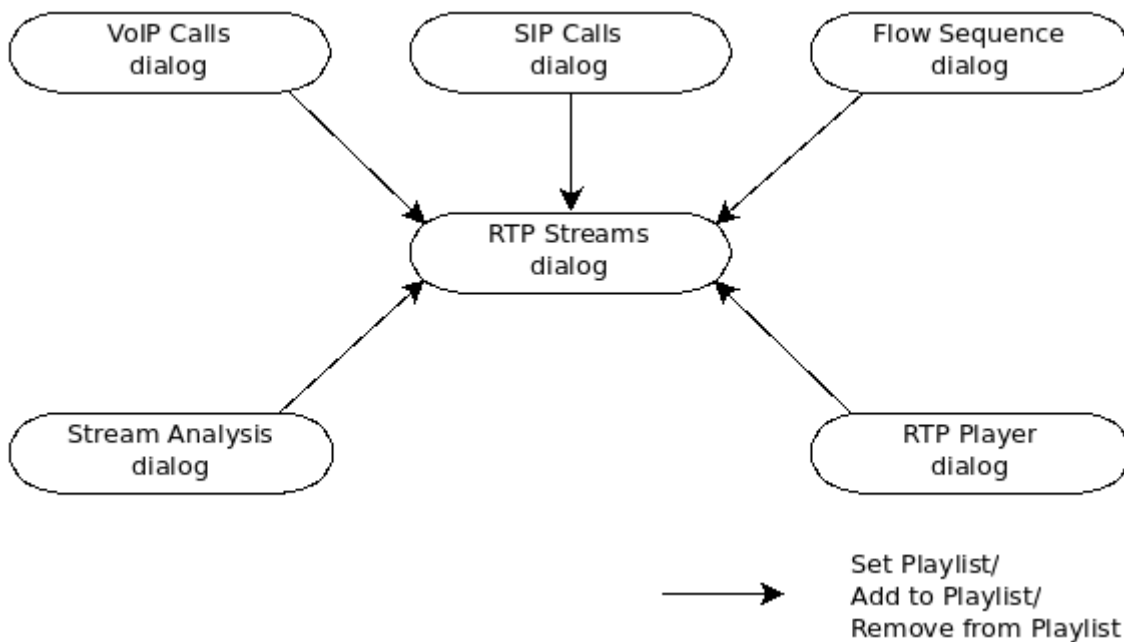 VoIP Calls
dialog
SIP Calls
dialog
Flow Sequence
dialog
RTP Streams
dialog
Stream Analysis
dialog
RTP Player
dialog
Set Playlist/
Add to Playlist/
Remove from Playlist